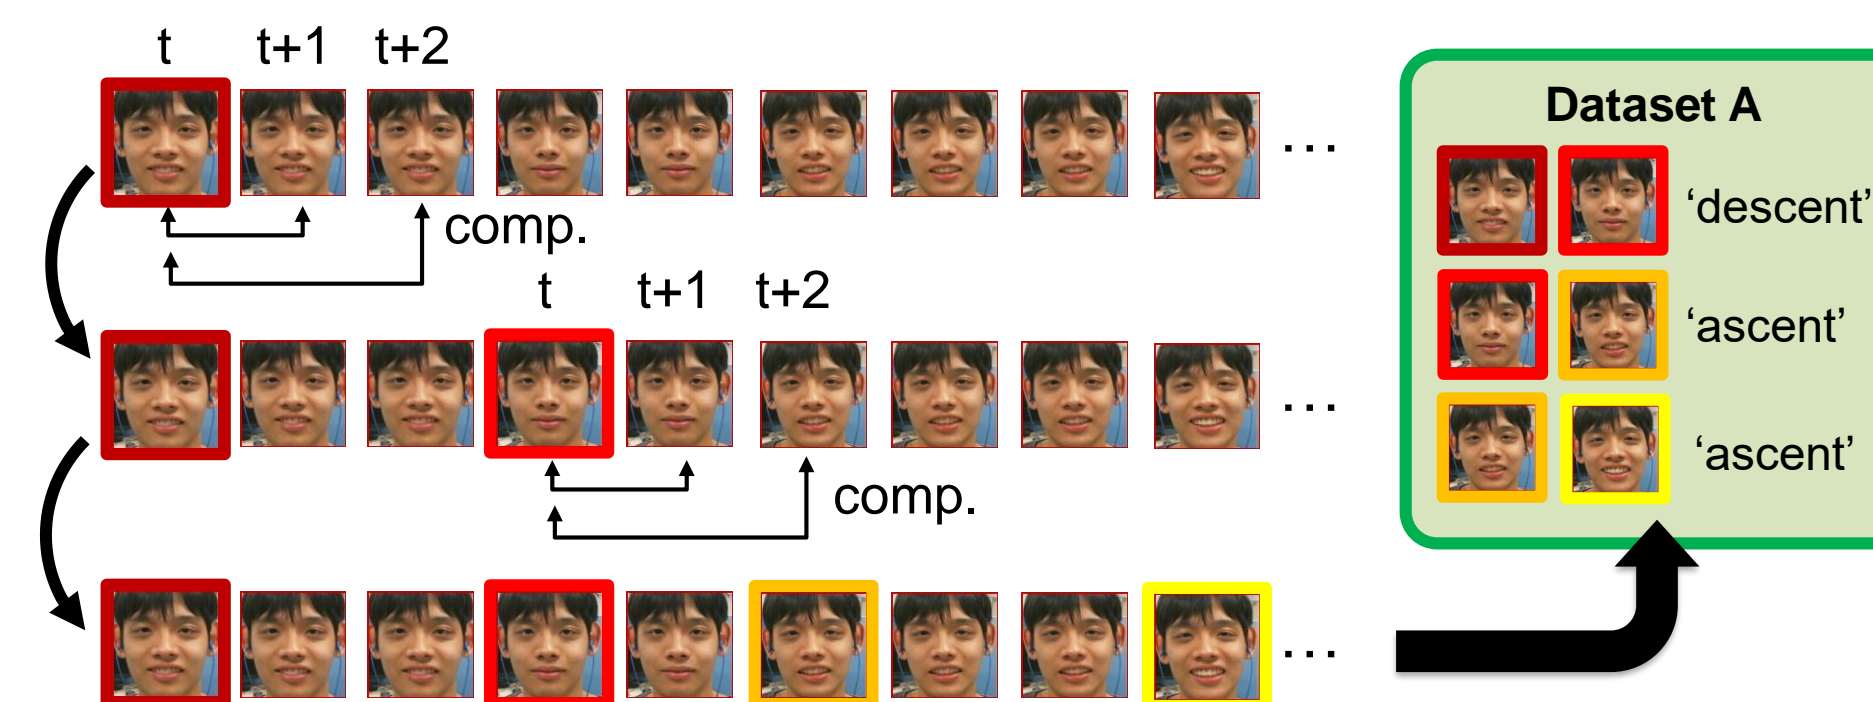 t t+1 t+2
...
comp.
t t+1 t+2
...
comp.
...
Dataset A
‘descent’
‘ascent’
‘ascent’